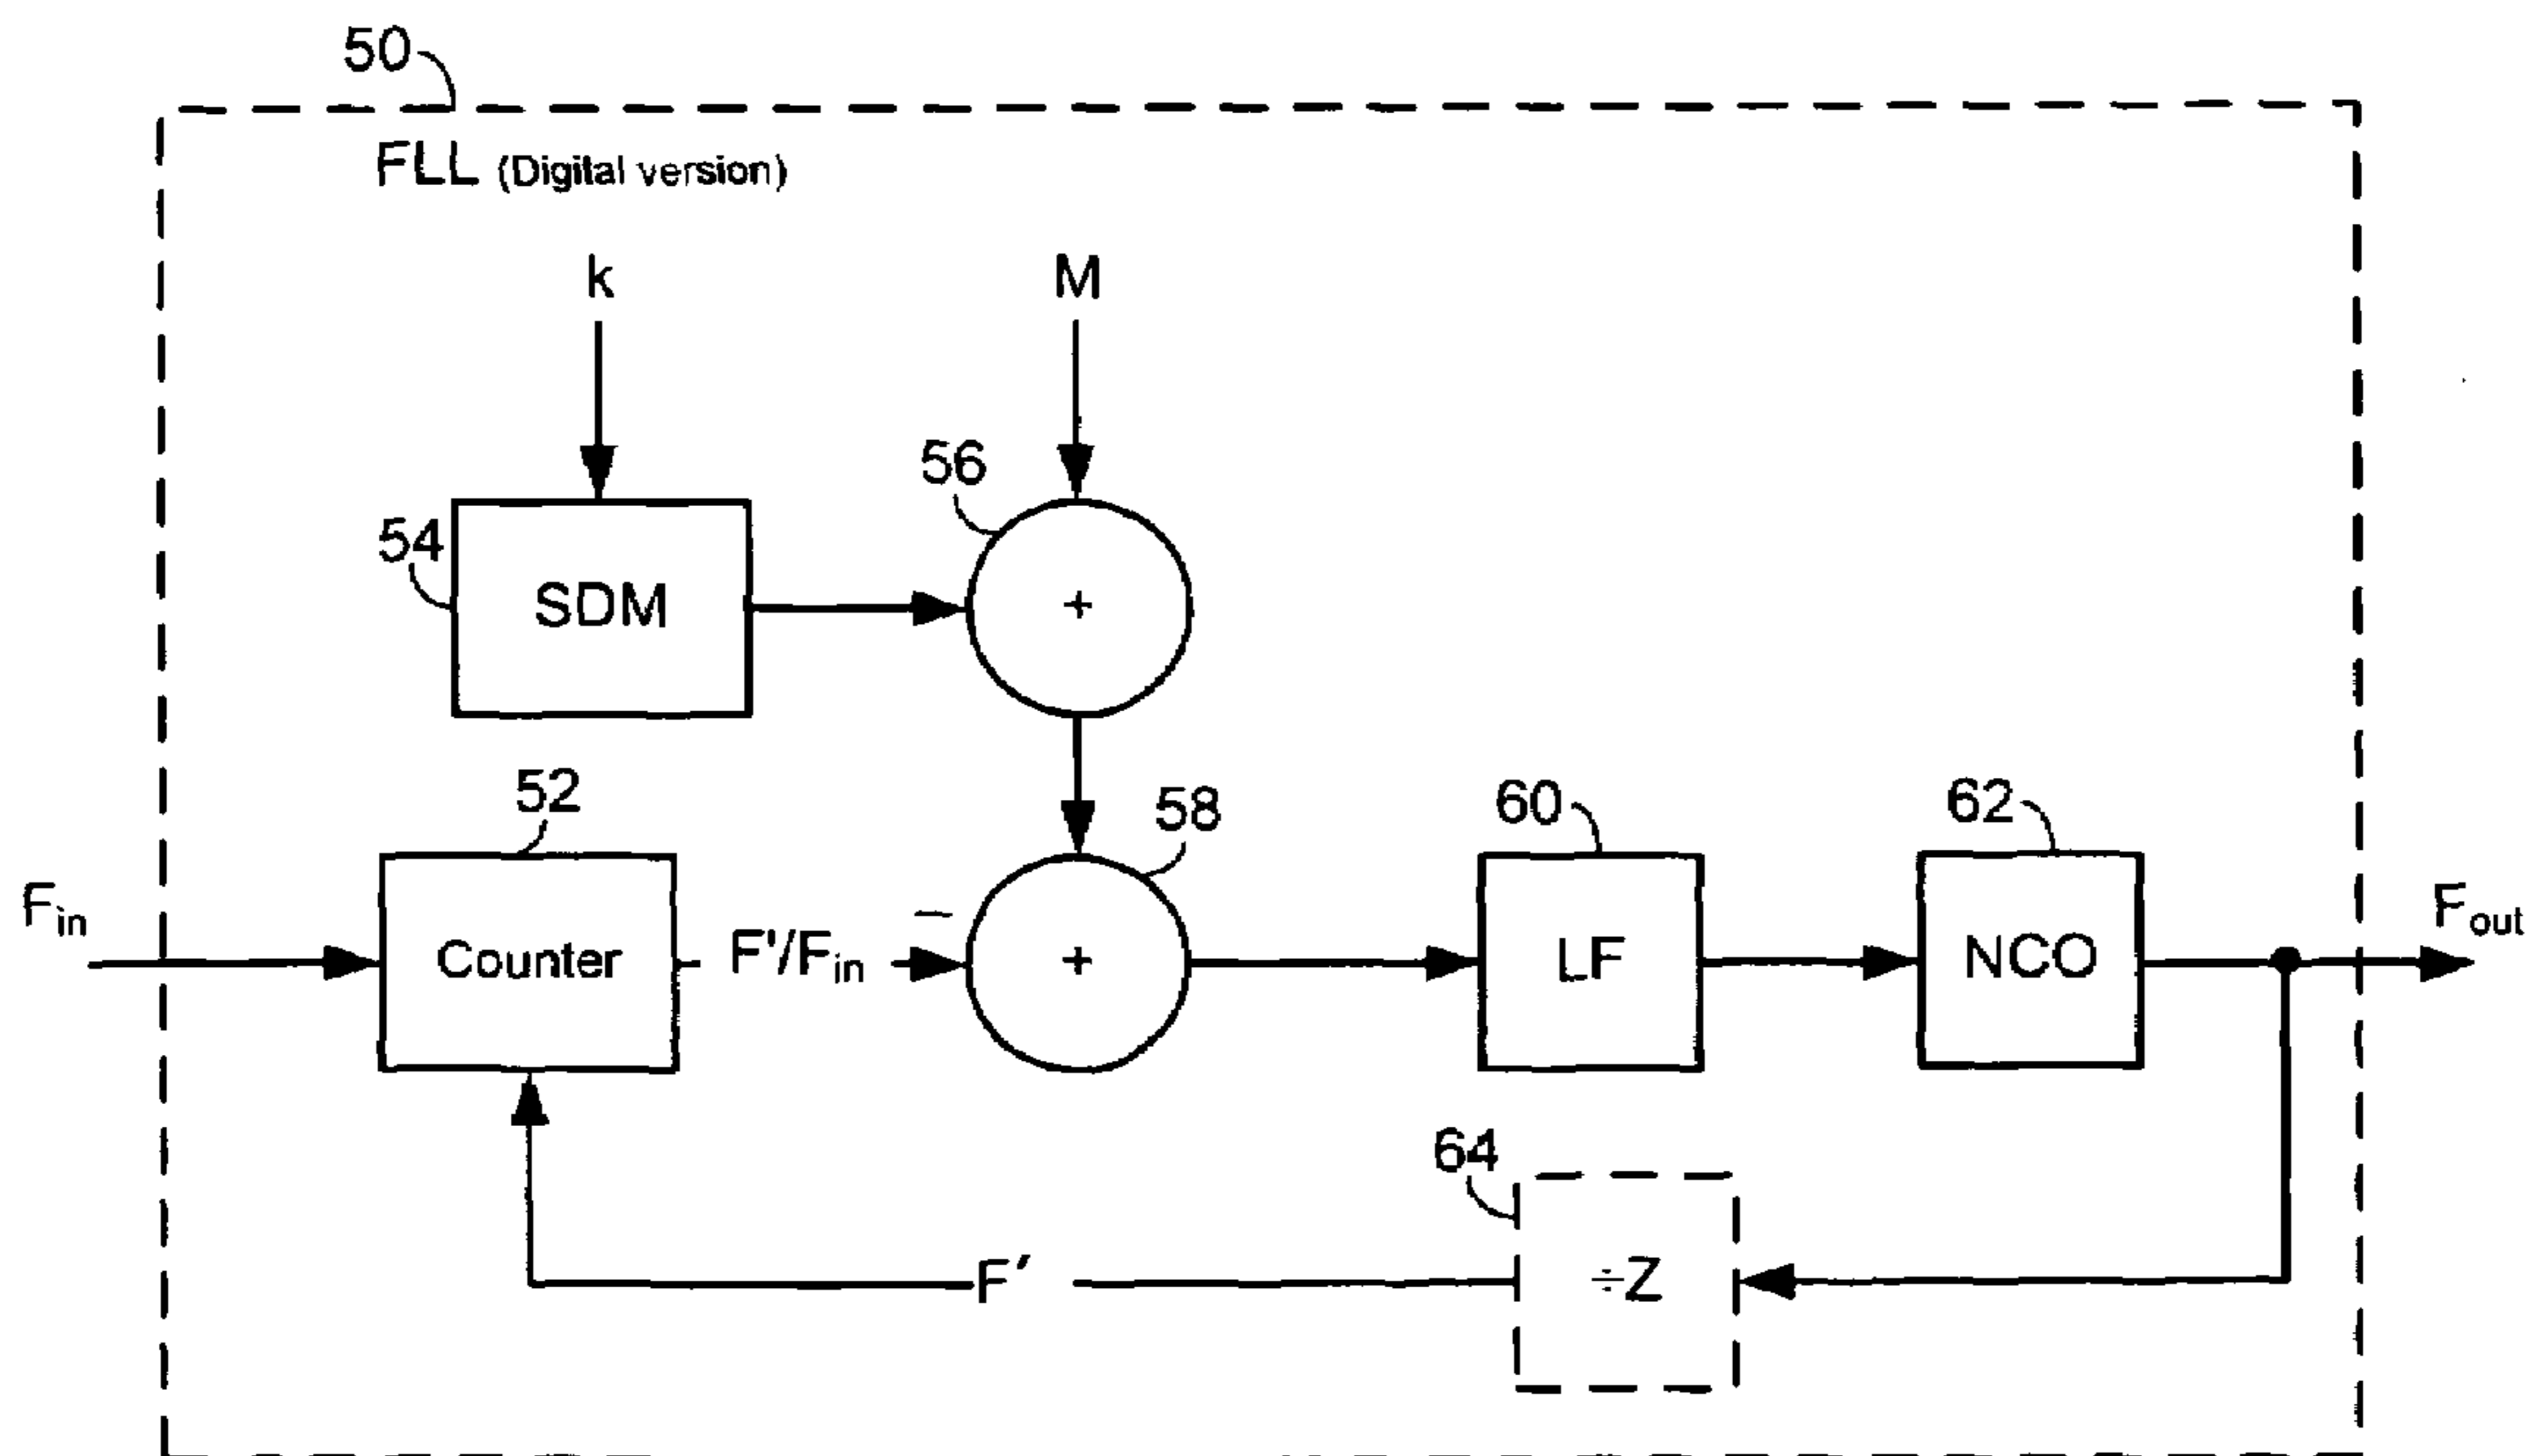 50
FLL (Digital version)
k
M
56
54
SDM
+
52
58
60
62
Fin
Counter
–
F'/Fin
+
LF
NCO
Fout
64
÷Z
F'